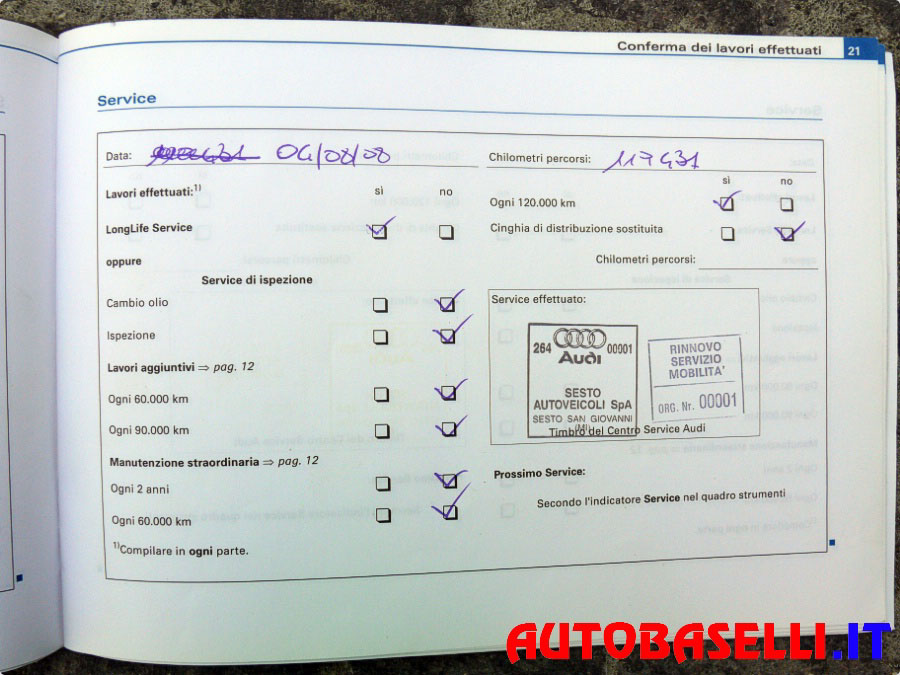 Conferma dei lavori effettuati 21
Service
Data: 04/08/08
Chilometri percorsi: 117431
Lavori effettuati:1) sì no
LongLife Service
oppure
Service di ispezione
Cambio olio
Ispezione
Lavori aggiuntivi ⇒ pag. 12
Ogni 60.000 km
Ogni 90.000 km
Manutenzione straordinaria ⇒ pag. 12
Ogni 2 anni
Ogni 60.000 km
1)Compilare in ogni parte.
sì no
Ogni 120.000 km
Cinghia di distribuzione sostituita
Chilometri percorsi:
Service effettuato:
264 00001
Audi
SESTO
AUTOVEICOLI SpA
SESTO SAN GIOVANNI
(MI)
RINNOVO
SERVIZIO
MOBILITA'
ORG. Nr. 00001
Timbro del Centro Service Audi
Prossimo Service:
Secondo l'indicatore Service nel quadro strumenti
AUTOBASELLI.IT